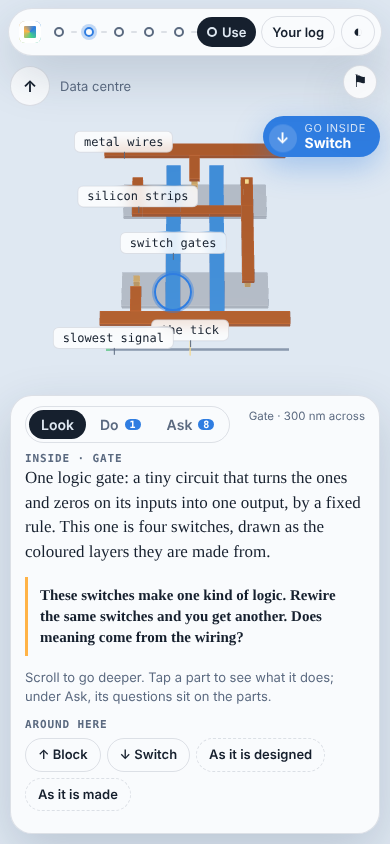 Use
Your log
Data centre
GO INSIDE
Switch
metal wires
silicon strips
switch gates
the tick
slowest signal
Look
Do 1
Ask 8
Gate · 300 nm across
INSIDE · GATE
One logic gate: a tiny circuit that turns the ones
and zeros on its inputs into one output, by a fixed
rule. This one is four switches, drawn as the
coloured layers they are made from.
These switches make one kind of logic. Rewire
the same switches and you get another. Does
meaning come from the wiring?
Scroll to go deeper. Tap a part to see what it does;
under Ask, its questions sit on the parts.
AROUND HERE
↑ Block
↓ Switch
As it is designed
As it is made